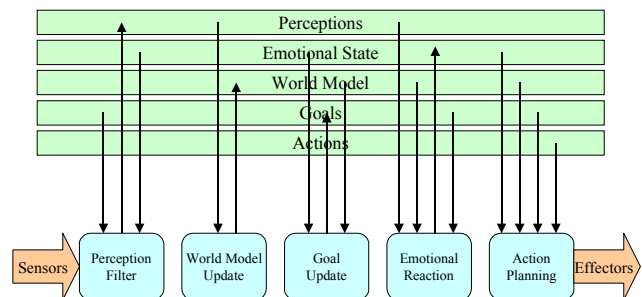 Perceptions
Emotional State
World Model
Goals
Actions
Sensors
Perception
Filter
World Model
Update
Goal
Update
Emotional
Reaction
Action
Planning
Effectors